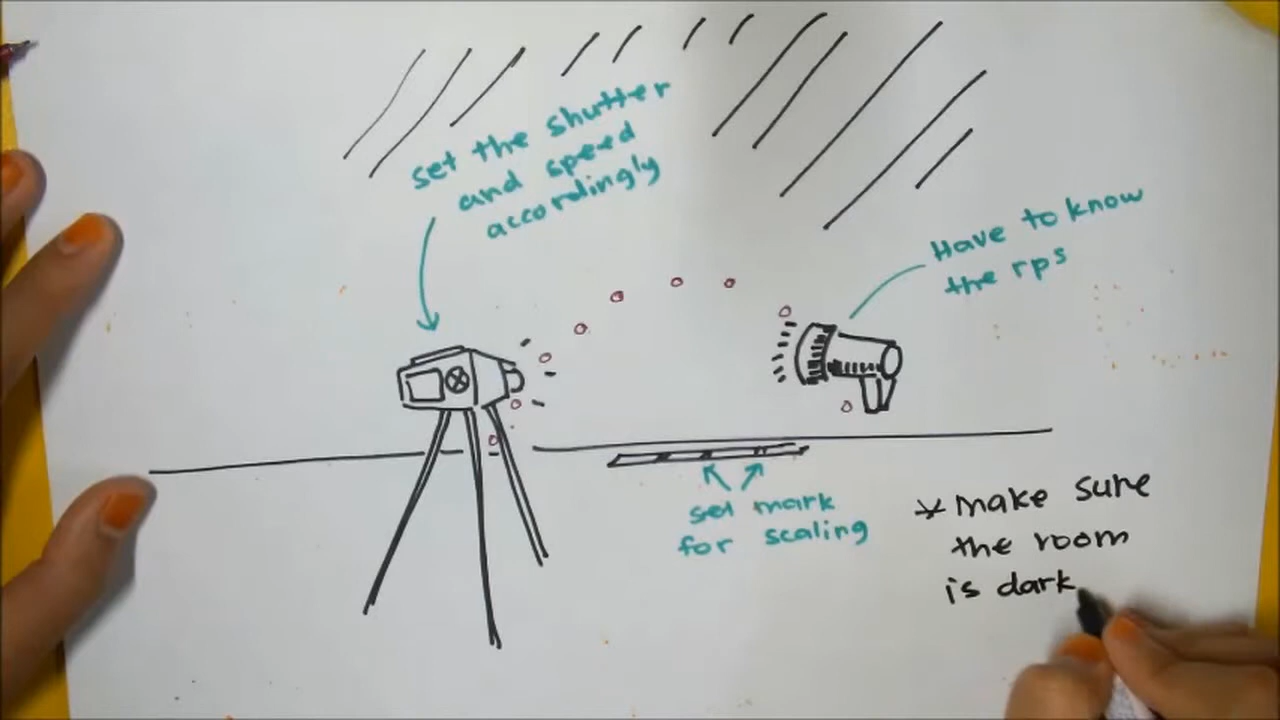 set the shutter
and speed
accordingly
Have to know
the rps
set mark
for scaling
* make sure
the room
is dark